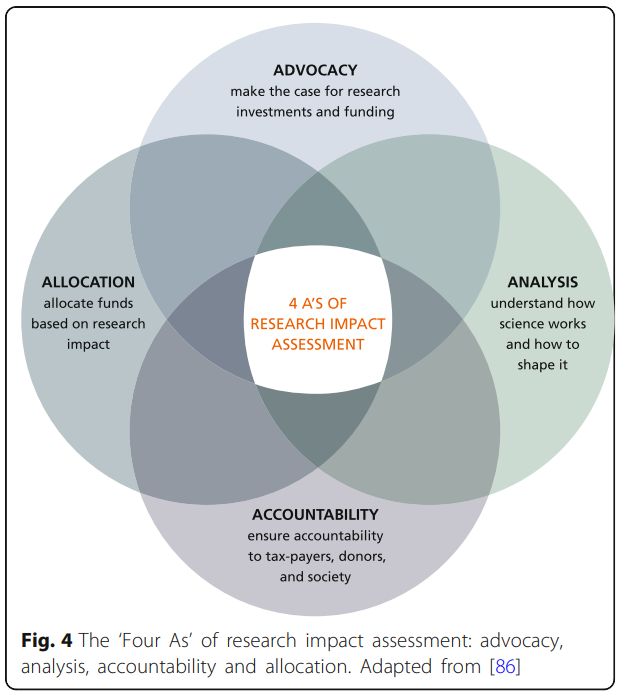 ADVOCACY
make the case for research
investments and funding
ALLOCATION
allocate funds
based on research
impact
4 A'S OF
RESEARCH IMPACT
ASSESSMENT
ANALYSIS
understand how
science works
and how to
shape it
ACCOUNTABILITY
ensure accountability
to tax-payers, donors,
and society
Fig. 4 The ‘Four As’ of research impact assessment: advocacy,
analysis, accountability and allocation. Adapted from [86]